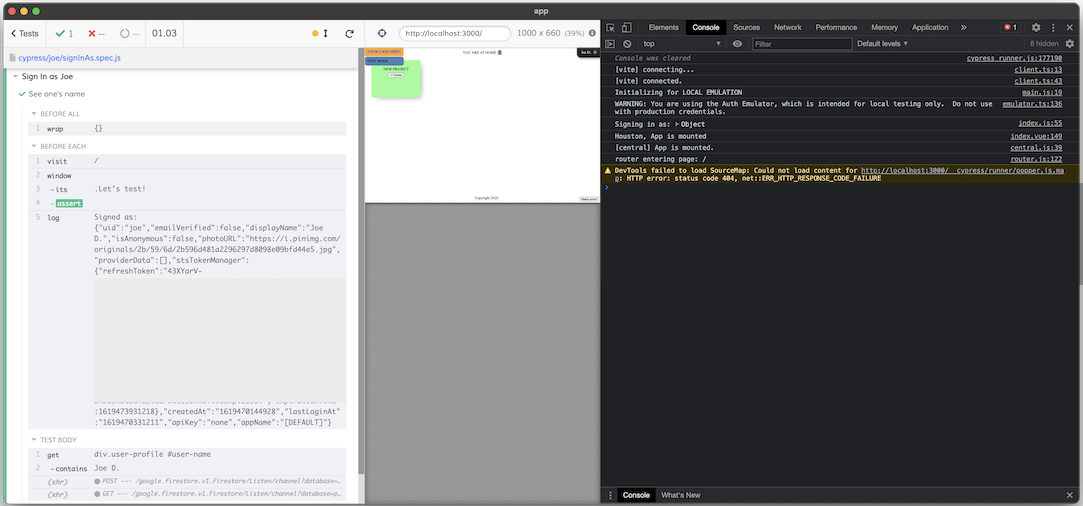 app
Tests
1
--
--
01.03
http://localhost:3000/
1000 x 660 (39%)
cypress/joe/signInAs.spec.js
Sign In as Joe
See one's name
BEFORE ALL
1 wrap {}
BEFORE EACH
1 visit /
2 window
3 -its .Let's test!
4 -assert
5 log Signed as:
{"uid":"joe","emailVerified":false,"displayName":"Joe
D.","isAnonymous":false,"photoURL":"https://i.pinimg.com/
originals/2b/59/6d/2b596d481a2296297d8098e09bfd44e5.jpg",
"providerData":[],"stsTokenManager":
{"refreshToken":"43XYarV-
:1619473931218},"createdAt":"1619470144928","lastLoginAt"
:"1619470331211","apiKey":"none","appName":"[DEFAULT]"}
TEST BODY
1 get div.user-profile #user-name
2 -contains Joe D.
(xhr) POST --- /google.firestore.v1.Firestore/Listen/channel?database=…
(xhr) GET --- /google.firestore.v1.Firestore/Listen/channel?database=p…
YOUR LOGO HERE
TEST MODE
YOU ARE AT SOME
Joe D.
NEW PROJECT
+ Create
Copyright 2020
Elements
Console
Sources
Network
Performance
Memory
Application
»
1
top
Filter
Default levels
8 hidden
Console was cleared cypress_runner.js:177190
[vite] connecting... client.ts:13
[vite] connected. client.ts:43
Initializing for LOCAL EMULATION main.js:19
WARNING: You are using the Auth Emulator, which is intended for local testing only. Do not use emulator.ts:136
with production credentials.
Signing in as: Object index.js:55
Houston, App is mounted index.vue:149
[central] App is mounted. central.js:39
router entering page: / router.js:122
DevTools failed to load SourceMap: Could not load content for http://localhost:3000/__cypress/runner/popper.js.ma
p: HTTP error: status code 404, net::ERR_HTTP_RESPONSE_CODE_FAILURE
Console
What's New